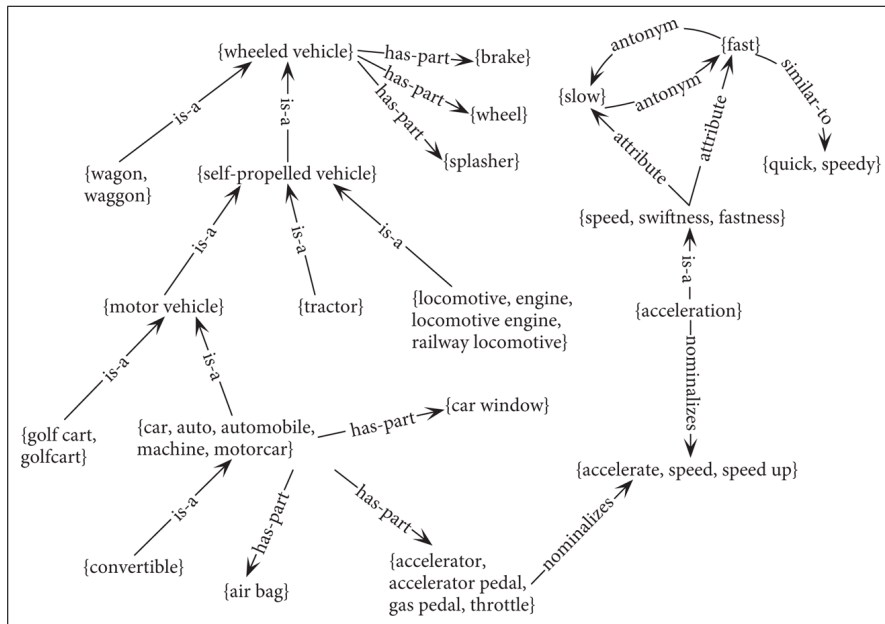 {wheeled vehicle}
has-part
{brake}
has-part
{wheel}
has-part
{splasher}
is-a
is-a
{wagon,
waggon}
{self-propelled vehicle}
is-a
is-a
is-a
{motor vehicle}
{tractor}
{locomotive, engine,
locomotive engine,
railway locomotive}
is-a
is-a
{golf cart,
golfcart}
{car, auto, automobile,
machine, motorcar}
has-part
{car window}
is-a
has-part
has-part
{convertible}
{air bag}
{accelerator,
accelerator pedal,
gas pedal, throttle}
antonym
{fast}
{slow}
antonym
similar-to
attribute
attribute
{quick, speedy}
{speed, swiftness, fastness}
is-a
{acceleration}
nominalizes
{accelerate, speed, speed up}
nominalizes